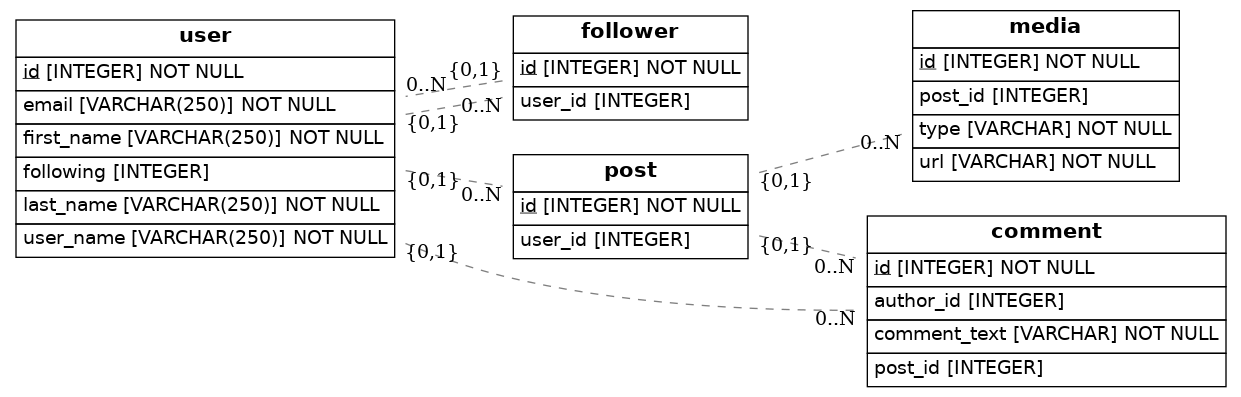 user
id [INTEGER] NOT NULL
email [VARCHAR(250)] NOT NULL
first_name [VARCHAR(250)] NOT NULL
following [INTEGER]
last_name [VARCHAR(250)] NOT NULL
user_name [VARCHAR(250)] NOT NULL
{0,1}
0..N
0..N
{0,1}
{0,1}
0..N
{0,1}
0..N
follower
id [INTEGER] NOT NULL
user_id [INTEGER]
post
id [INTEGER] NOT NULL
user_id [INTEGER]
0..N
{0,1}
{0,1}
0..N
media
id [INTEGER] NOT NULL
post_id [INTEGER]
type [VARCHAR] NOT NULL
url [VARCHAR] NOT NULL
comment
id [INTEGER] NOT NULL
author_id [INTEGER]
comment_text [VARCHAR] NOT NULL
post_id [INTEGER]